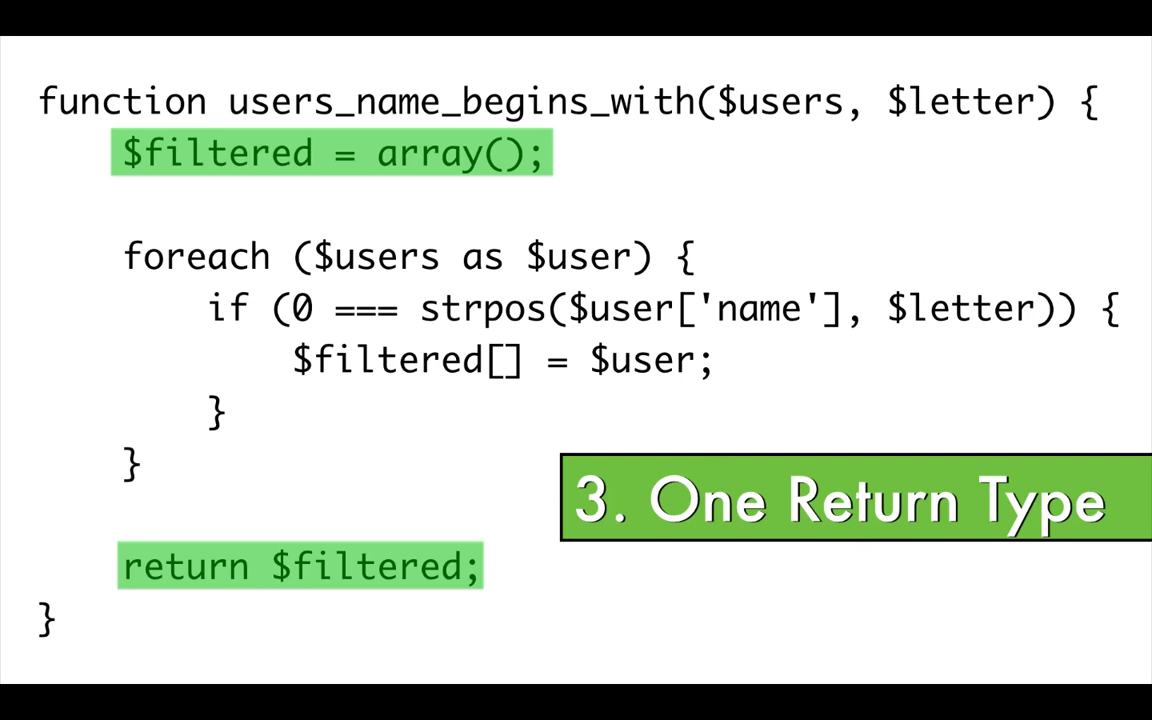 function users_name_begins_with($users, $letter) {
    $filtered = array();
    foreach ($users as $user) {
        if (0 === strpos($user['name'], $letter)) {
            $filtered[] = $user;
        }
    }
3. One Return Type
    return $filtered;
}